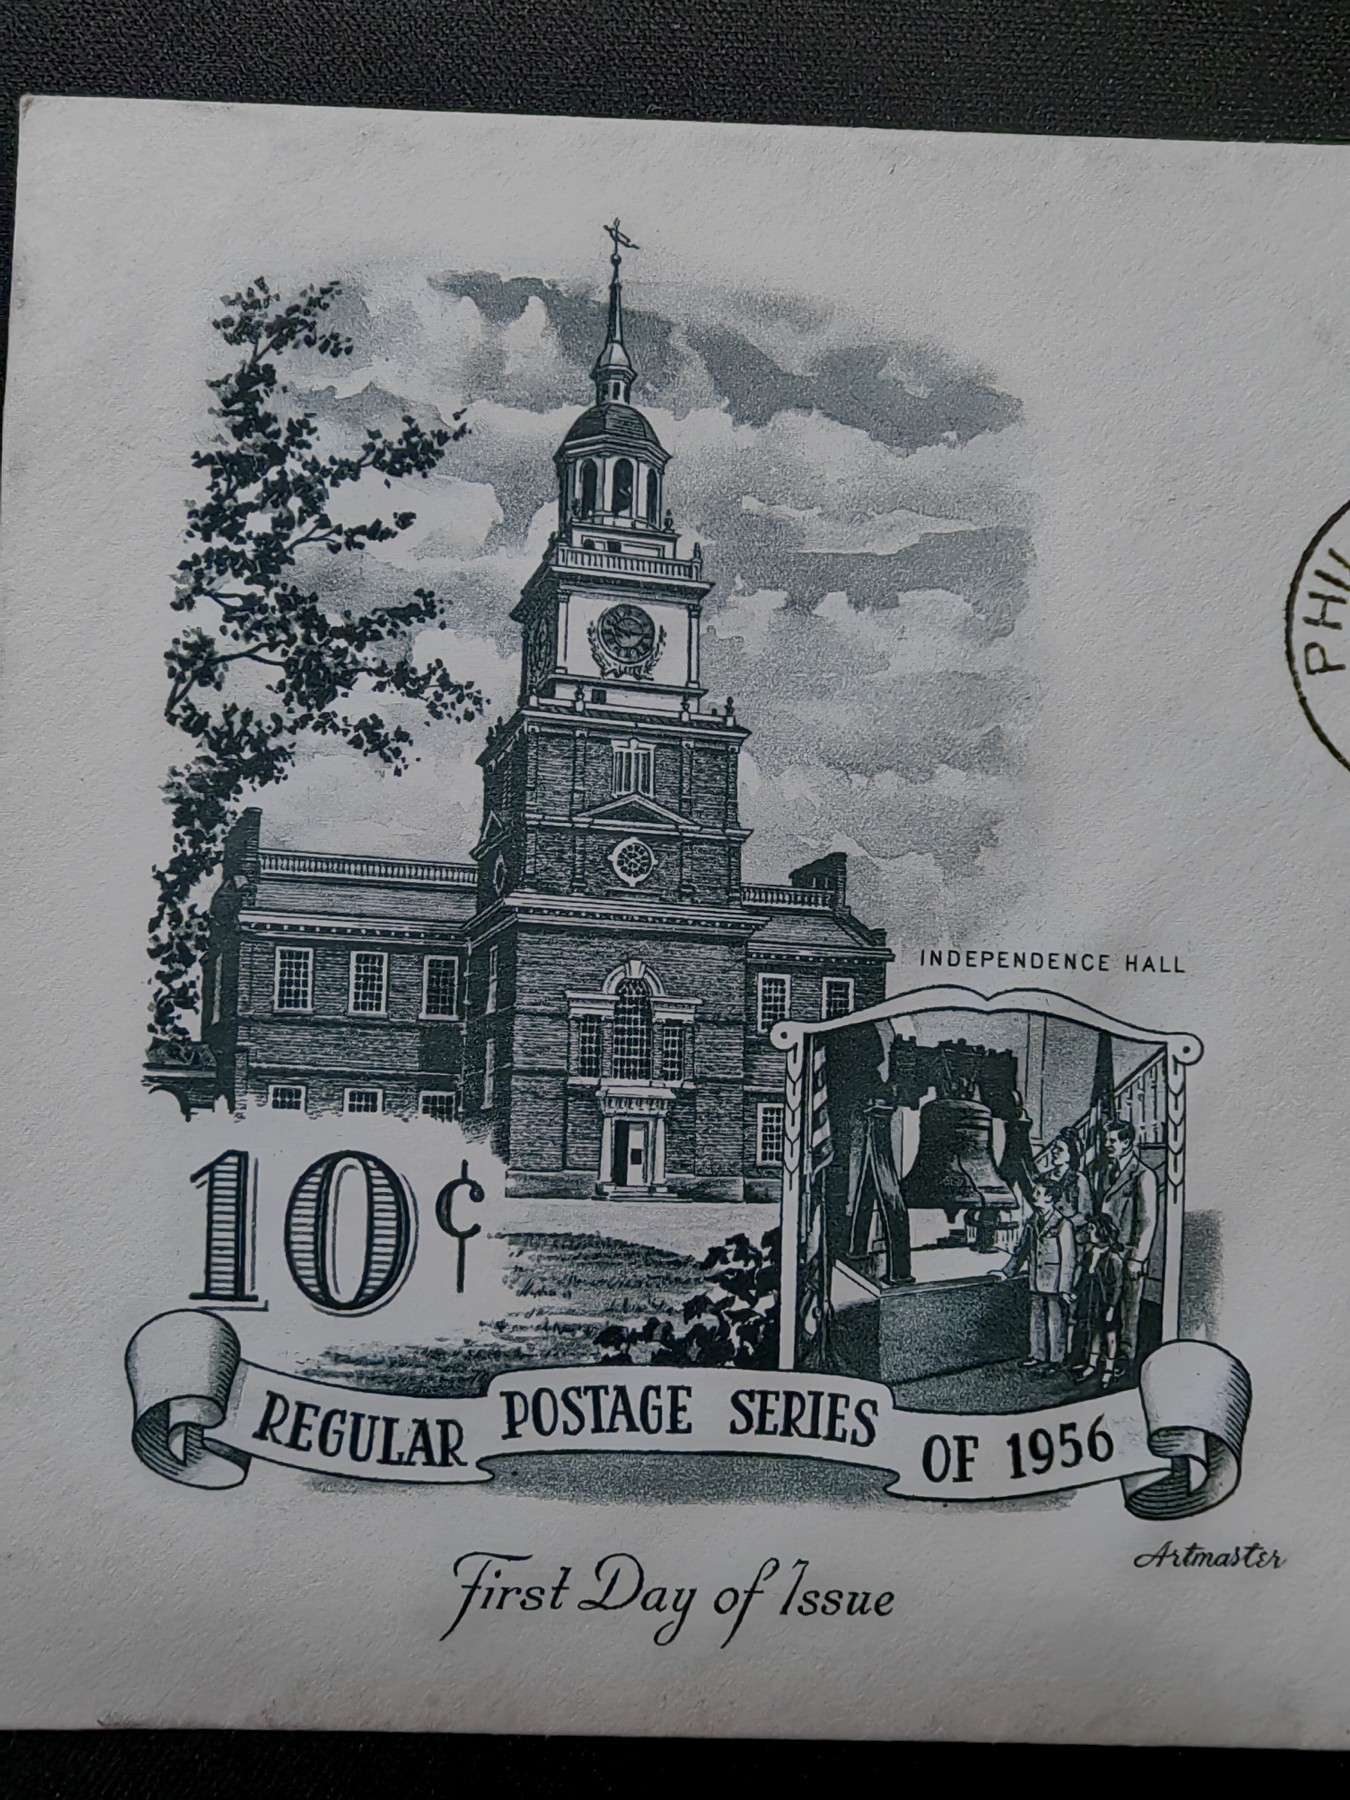 INDEPENDENCE HALL
10¢
REGULAR POSTAGE SERIES OF 1956
Artmaster
First Day of Issue